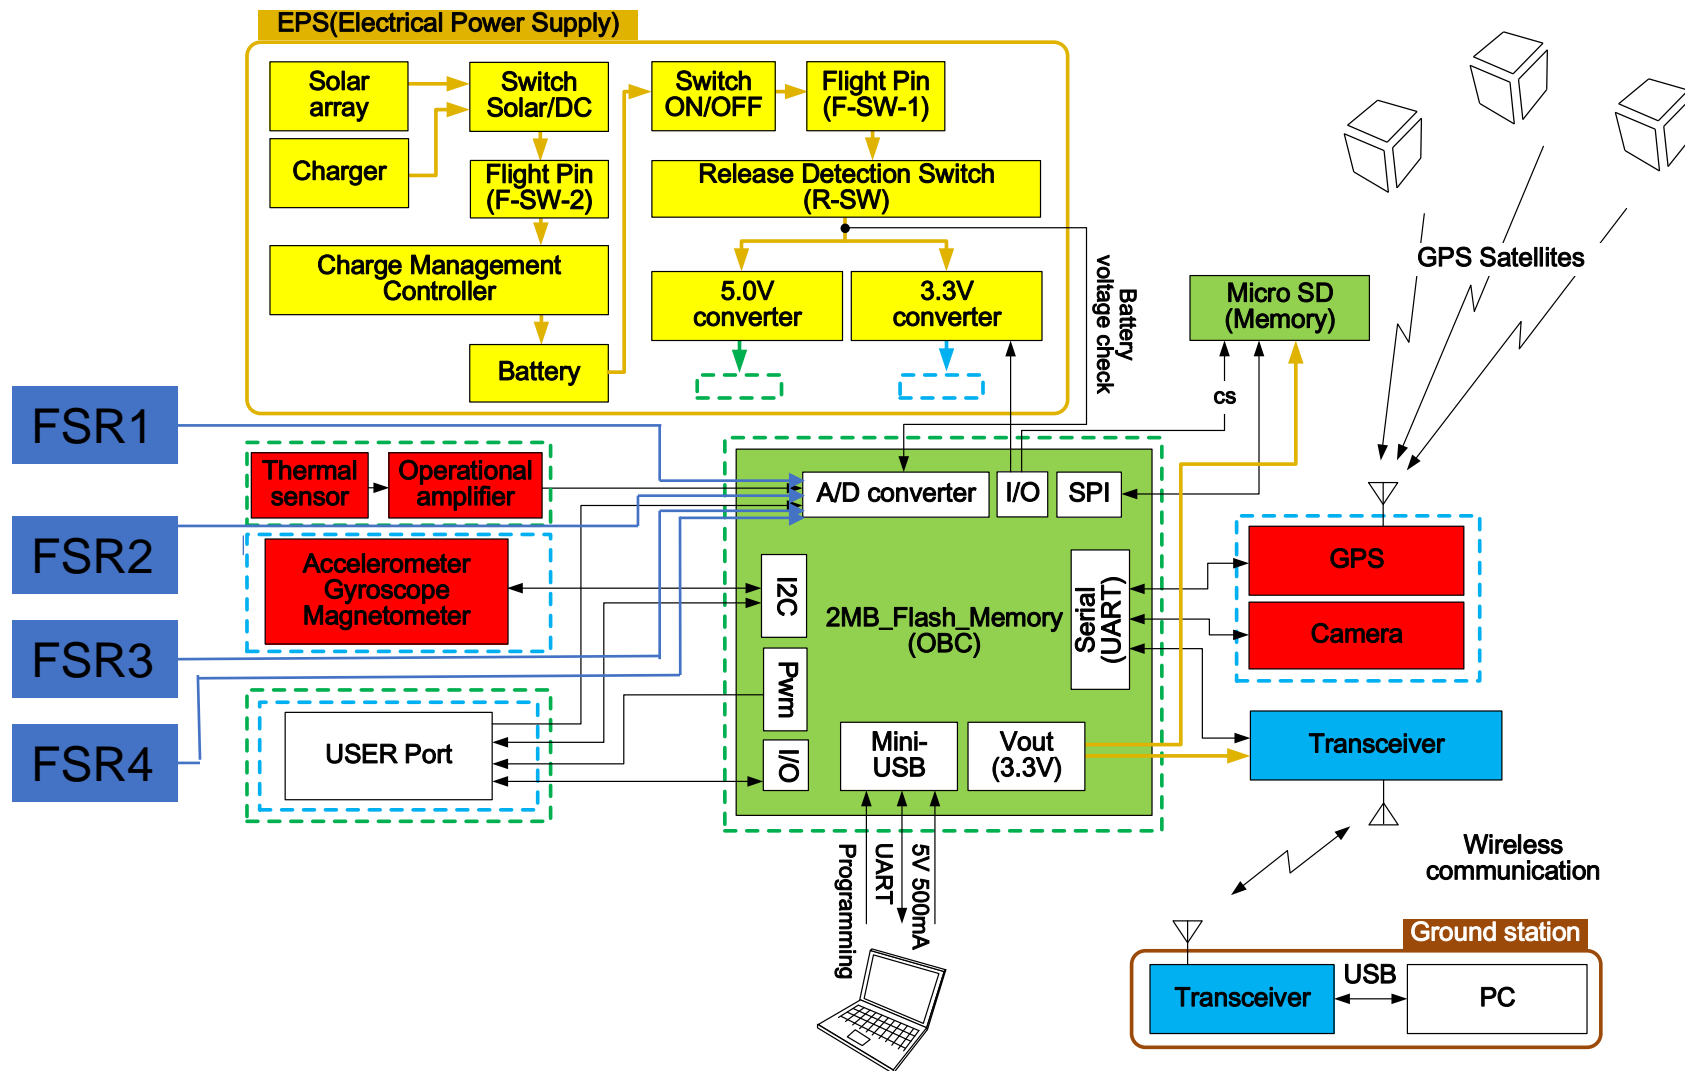 EPS(Electrical Power Supply)
Solar
array
Switch
Solar/DC
Switch
ON/OFF
Flight Pin
(F-SW-1)
Charger
Flight Pin
(F-SW-2)
Release Detection Switch
(R-SW)
Charge Management
Controller
5.0V
converter
3.3V
converter
Battery
Battery
voltage check
GPS Satellites
Micro SD
(Memory)
cs
FSR1
FSR2
FSR3
FSR4
Thermal
sensor
Operational
amplifier
A/D converter
I/O
SPI
Accelerometer
Gyroscope
Magnetometer
I2C
2MB_Flash_Memory
(OBC)
Serial
(UART)
GPS
Camera
Pwm
USER Port
I/O
Mini-
USB
Vout
(3.3V)
Transceiver
Programming
UART
5V 500mA
Wireless
communication
Ground station
Transceiver
USB
PC